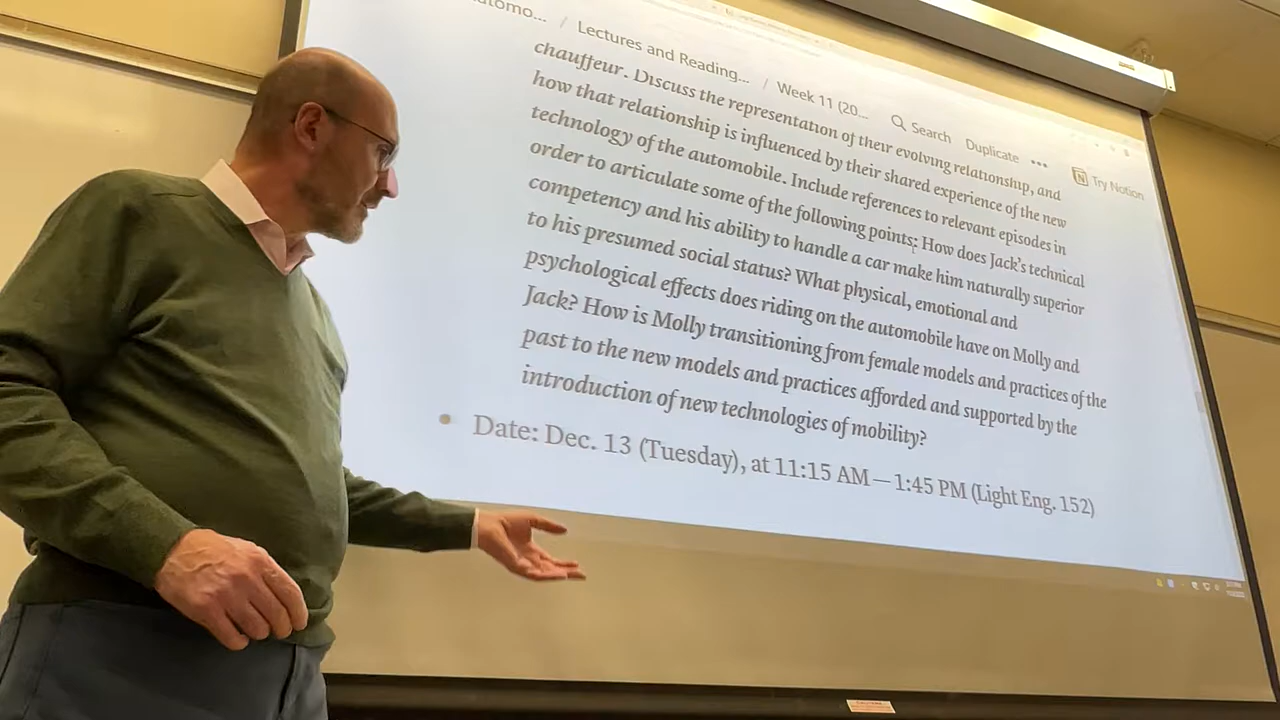 utomo... / Lectures and Reading... / Week 11 (20... Search Duplicate ••• Try Notion
chauffeur. Discuss the representation of their evolving relationship, and
how that relationship is influenced by their shared experience of the new
technology of the automobile. Include references to relevant episodes in
order to articulate some of the following points: How does Jack's technical
competency and his ability to handle a car make him naturally superior
to his presumed social status? What physical, emotional and
psychological effects does riding on the automobile have on Molly and
Jack? How is Molly transitioning from female models and practices of the
past to the new models and practices afforded and supported by the
introduction of new technologies of mobility?
• Date: Dec. 13 (Tuesday), at 11:15 AM — 1:45 PM (Light Eng. 152)